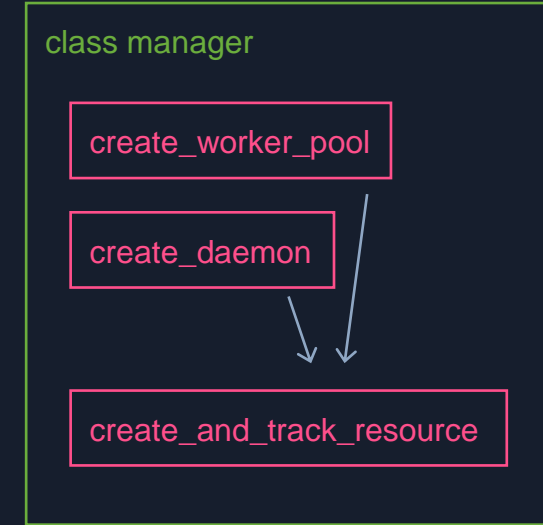 class manager
create_worker_pool
create_daemon
create_and_track_resource